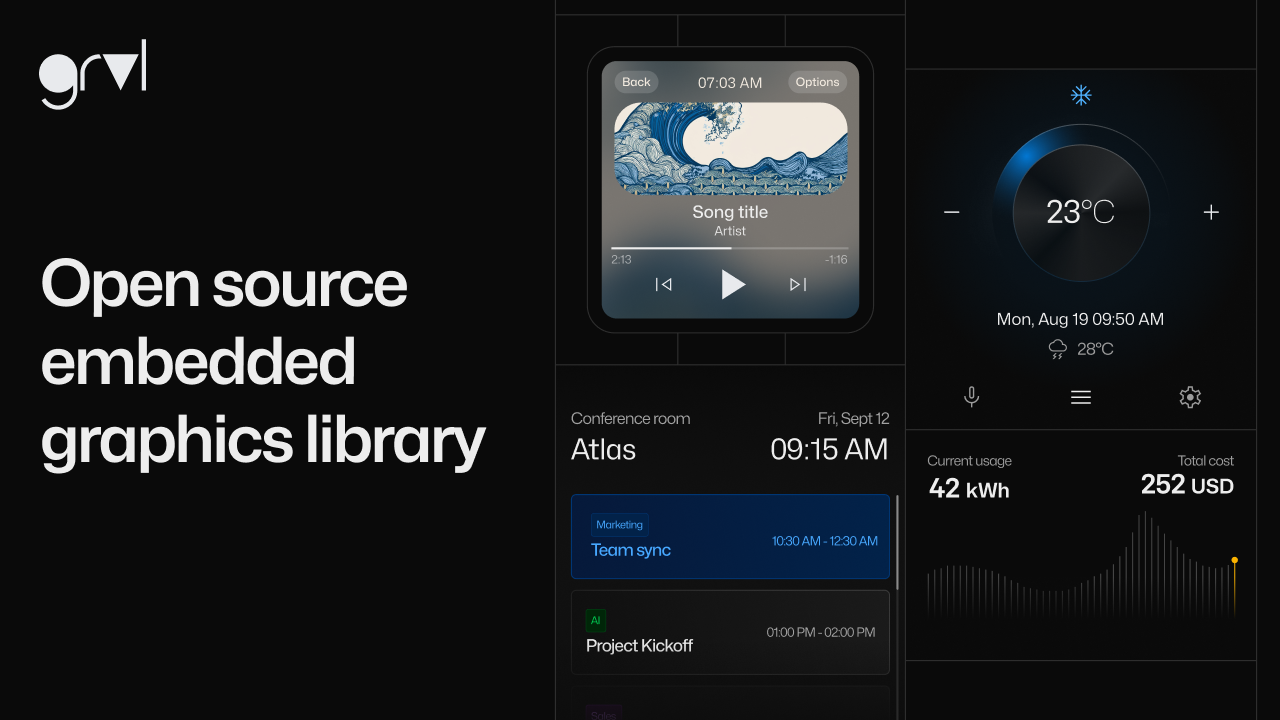 grvl
Open source
embedded
graphics library
Back
07:03 AM
Options
Song title
Artist
2:13
-1:16
Conference room
Fri, Sept 12
Atlas
09:15 AM
Marketing
Team sync
10:30 AM - 12:30 AM
AI
Project Kickoff
01:00 PM - 02:00 PM
Sales
23°C
Mon, Aug 19 09:50 AM
28°C
Current usage
Total cost
42 kWh
252 USD